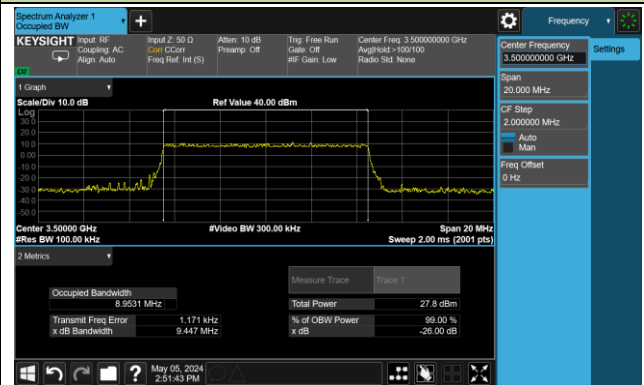 Spectrum Analyzer 1
Occupied BW
Frequency
KEYSIGHT
Input: RF
Coupling: AC
Align: Auto
Input Z: 50 Ω
Corr CCorr
Freq Ref: Int (S)
Atten: 10 dB
Preamp: Off
Trig: Free Run
Gate: Off
#IF Gain: Low
Center Freq: 3.500000000 GHz
Avg|Hold:>100/100
Radio Std: None
Center Frequency
3.500000000 GHz
Settings
Span
20.000 MHz
CF Step
2.000000 MHz
Auto
Man
Freq Offset
0 Hz
1 Graph
Scale/Div 10.0 dB
Ref Value 40.00 dBm
Log
30.0
20.0
10.0
0.00
-10.0
-20.0
-30.0
-40.0
-50.0
Center 3.50000 GHz
#Video BW 300.00 kHz
Span 20 MHz
#Res BW 100.00 kHz
Sweep 2.00 ms (2001 pts)
2 Metrics
Measure Trace
Trace 1
Occupied Bandwidth
8.9531 MHz
Total Power
27.8 dBm
Transmit Freq Error
1.171 kHz
% of OBW Power
99.00 %
x dB Bandwidth
9.447 MHz
x dB
-26.00 dB
May 05, 2024
2:51:43 PM